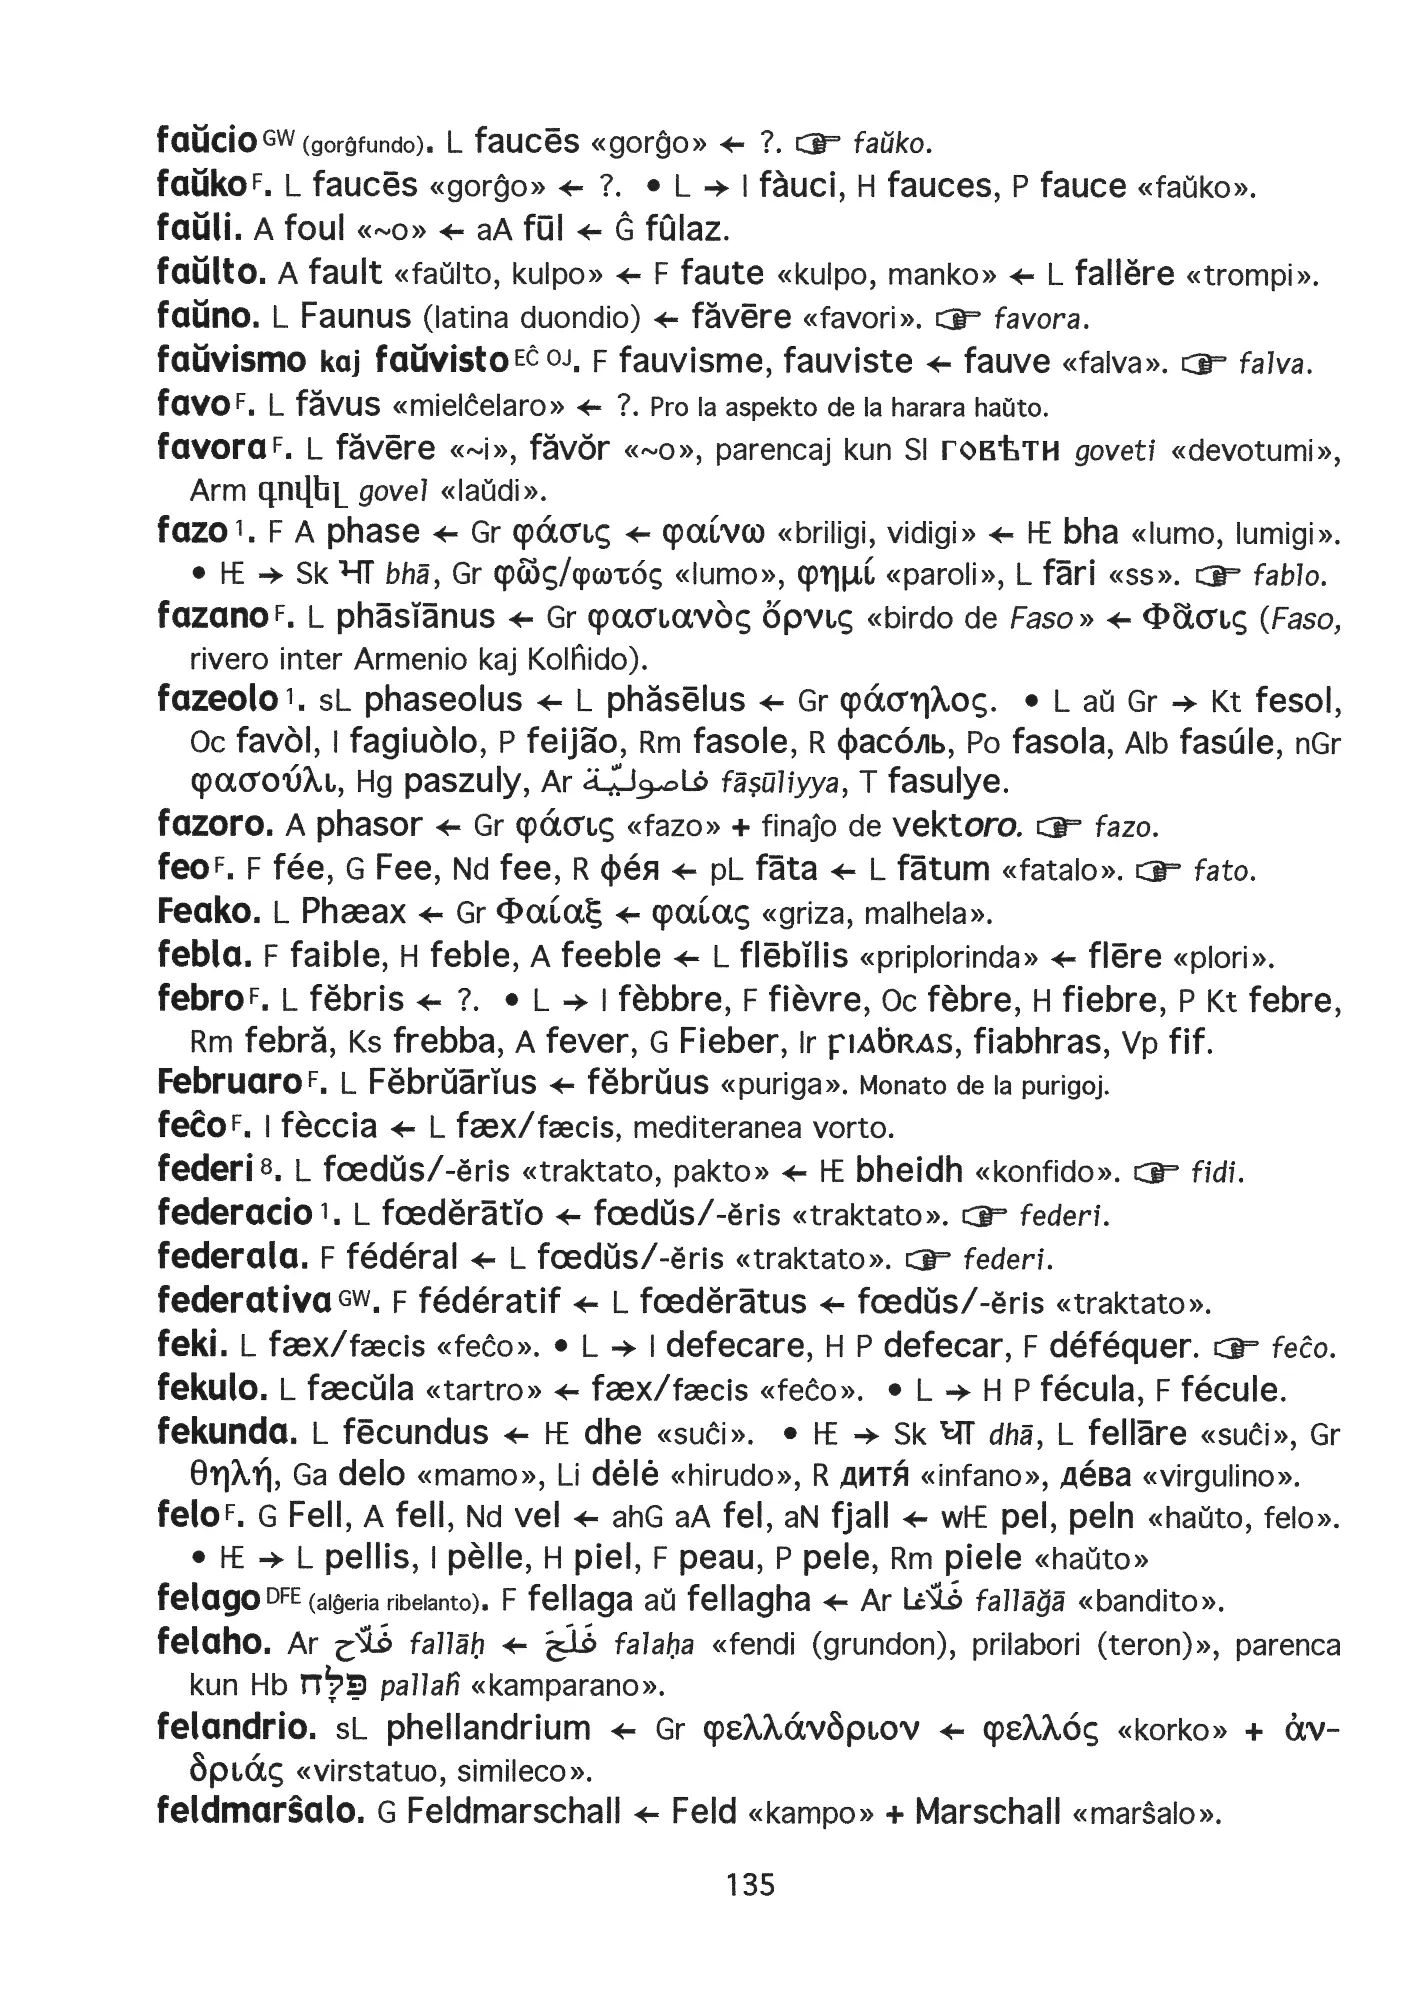 faŭcio GW (gorĝfundo). L faucēs «gorĝo» ← ?. ☞ faŭko.
faŭko F. L faucēs «gorĝo» ← ?. • L → I fàuci, H fauces, P fauce «faŭko».
faŭli. A foul «~o» ← aA fūl ← Ĝ fûlaz.
faŭlto. A fault «faŭlto, kulpo» ← F faute «kulpo, manko» ← L fallĕre «trompi».
faŭno. L Faunus (latina duondio) ← făvēre «favori». ☞ favora.
faŭvismo kaj faŭvisto EĈ OJ. F fauvisme, fauviste ← fauve «falva». ☞ falva.
favo F. L făvus «mielĉelaro» ← ?. Pro la aspekto de la harara haŭto.
favora F. L făvēre «~i», făvŏr «~o», parencaj kun Sl говѣти goveti «devotumi»,
Arm գովել govel «laŭdi».
fazo 1. F A phase ← Gr φάσις ← φαίνω «briligi, vidigi» ← IE bha «lumo, lumigi».
• IE → Sk भा bhā, Gr φῶς/φωτός «lumo», φημί «paroli», L fāri «ss». ☞ fablo.
fazano F. L phāsĭānus ← Gr φασιανὸς ὄρνις «birdo de Faso» ← Φᾶσις (Faso,
rivero inter Armenio kaj Kolĥido).
fazeolo 1. sL phaseolus ← L phăsēlus ← Gr φάσηλος. • L aŭ Gr → Kt fesol,
Oc favòl, I fagiuòlo, P feijão, Rm fasole, R фасо́ль, Po fasola, Alb fasúle, nGr
φασούλι, Hg paszuly, Ar فاصوليّة fāṣūliyya, T fasulye.
fazoro. A phasor ← Gr φάσις «fazo» + finaĵo de vektoro. ☞ fazo.
feo F. F fée, G Fee, Nd fee, R фе́я ← pL fāta ← L fātum «fatalo». ☞ fato.
Feako. L Phæax ← Gr Φαίαξ ← φαίας «griza, malhela».
febla. F faible, H feble, A feeble ← L flēbĭlis «priplorinda» ← flēre «plori».
febro F. L fĕbris ← ?. • L → I fèbbre, F fièvre, Oc fèbre, H fiebre, P Kt febre,
Rm febră, Ks frebba, A fever, G Fieber, Ir fiaḃras, fiabhras, Vp fif.
Februaro F. L Fĕbrŭārĭus ← fĕbrŭus «puriga». Monato de la purigoj.
feĉo F. I fèccia ← L fæx/fæcis, mediteranea vorto.
federi 8. L fœdŭs/-ĕris «traktato, pakto» ← IE bheidh «konfido». ☞ fidi.
federacio 1. L fœdĕrātĭo ← fœdŭs/-ĕris «traktato». ☞ federi.
federala. F fédéral ← L fœdŭs/-ĕris «traktato». ☞ federi.
federativa GW. F fédératif ← L fœdĕrātus ← fœdŭs/-ĕris «traktato».
feki. L fæx/fæcis «feĉo». • L → I defecare, H P defecar, F déféquer. ☞ feĉo.
fekulo. L fæcŭla «tartro» ← fæx/fæcis «feĉo». • L → H P fécula, F fécule.
fekunda. L fēcundus ← IE dhe «suĉi». • IE → Sk धा dhā, L fellāre «suĉi», Gr
θηλή, Ga delo «mamo», Li dėlė «hirudo», R дитя́ «infano», де́ва «virgulino».
felo F. G Fell, A fell, Nd vel ← ahG aA fel, aN fjall ← wIE pel, peln «haŭto, felo».
• IE → L pellis, I pèlle, H piel, F peau, P pele, Rm piele «haŭto»
felago DFE (alĝeria ribelanto). F fellaga aŭ fellagha ← Ar فَلّاغا fallāğā «bandito».
felaho. Ar فَلّاح fallāḥ ← فَلَحَ falaḥa «fendi (grundon), prilabori (teron)», parenca
kun Hb פַּלָּח pallaĥ «kamparano».
felandrio. sL phellandrium ← Gr φελλάνδριον ← φελλός «korko» + ἀν-
δριάς «virstatuo, simileco».
feldmarŝalo. G Feldmarschall ← Feld «kampo» + Marschall «marŝalo».
135